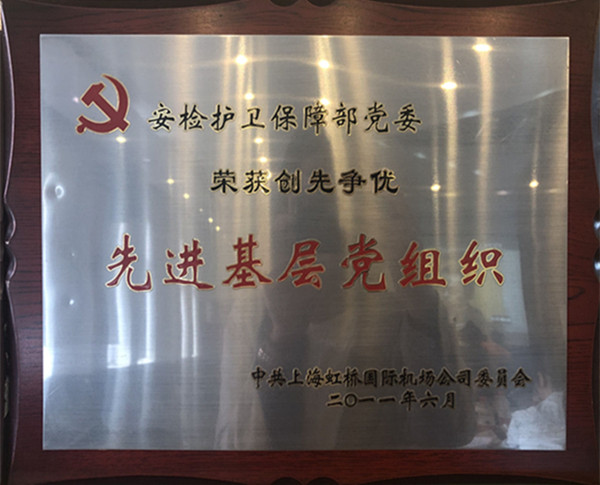 安检护卫保障部党委
荣获创先争优
先进基层党组织
中共上海虹桥国际机场公司委员会
二〇一一年六月